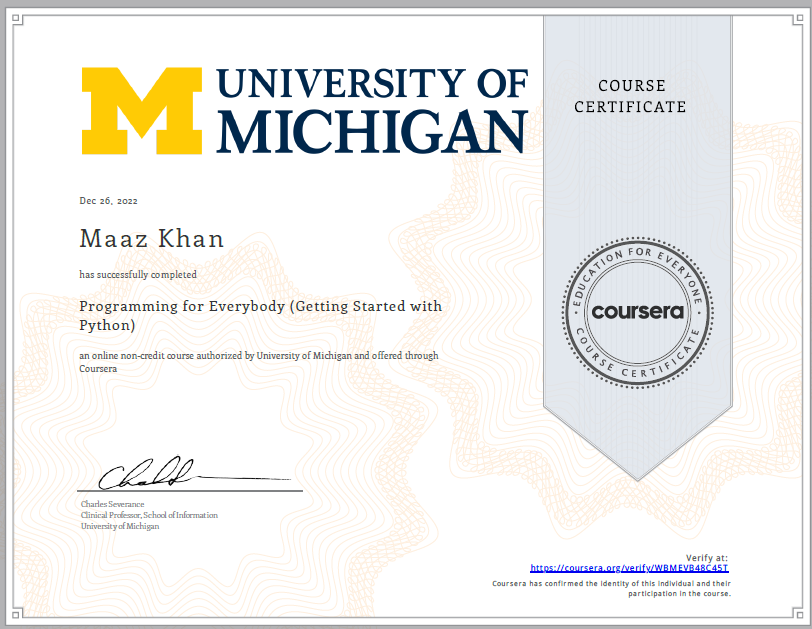 UNIVERSITY OF
MICHIGAN
COURSE
CERTIFICATE
Dec 26, 2022
Maaz Khan
has successfully completed
Programming for Everybody (Getting Started with
Python)
an online non-credit course authorized by University of Michigan and offered through
Coursera
EDUCATION FOR EVERYONE
coursera
COURSE CERTIFICATE
Charles Severance
Clinical Professor, School of Information
University of Michigan
Verify at:
https://coursera.org/verify/WBMEVB48C45T
Coursera has confirmed the identity of this individual and their
participation in the course.